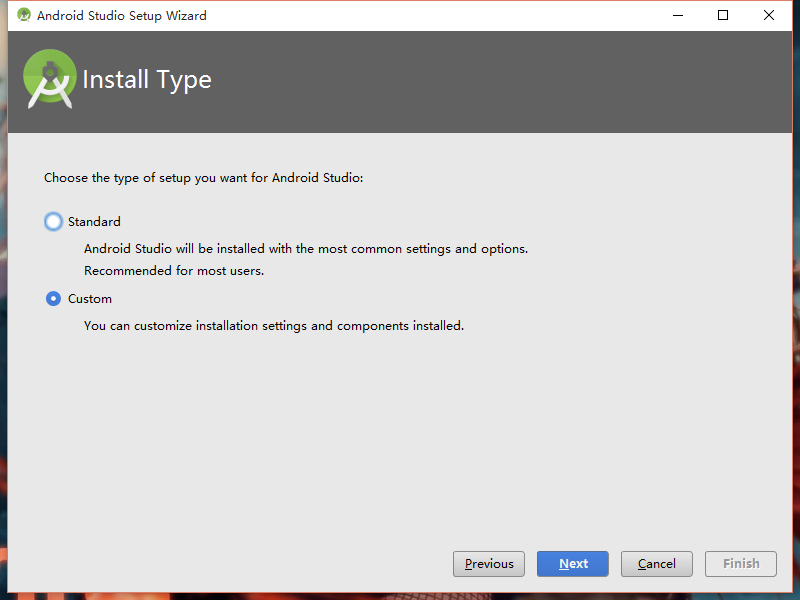 Android Studio Setup Wizard
Install Type
Choose the type of setup you want for Android Studio:
Standard
Android Studio will be installed with the most common settings and options.
Recommended for most users.
Custom
You can customize installation settings and components installed.
Previous Next Cancel Finish